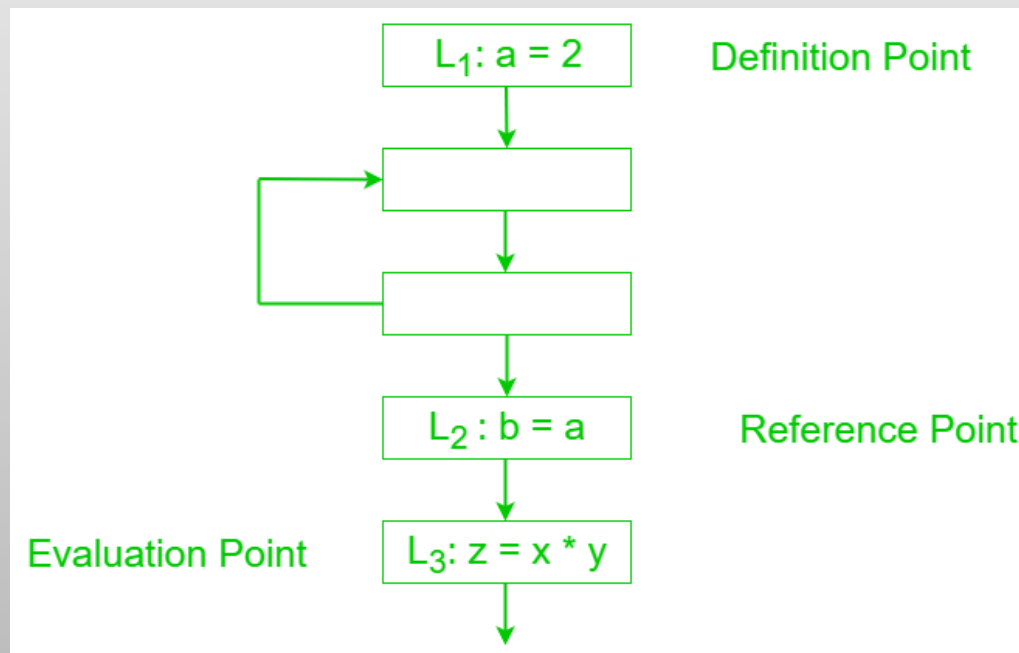 L₁: a = 2
Definition Point
L₂ : b = a
Reference Point
Evaluation Point
L₃: z = x * y